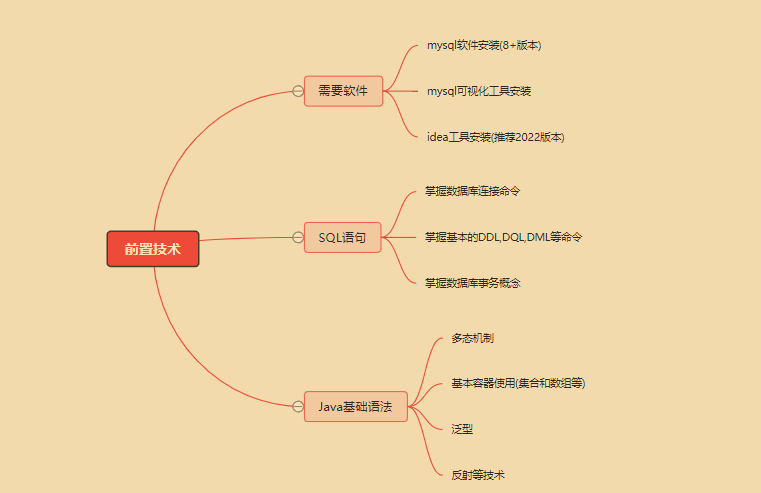 前置技术
需要软件
mysql软件安装(8+版本)
mysql可视化工具安装
idea工具安装(推荐2022版本)
SQL语句
掌握数据库连接命令
掌握基本的DDL,DQL,DML等命令
掌握数据库事务概念
Java基础语法
多态机制
基本容器使用(集合和数组等)
泛型
反射等技术